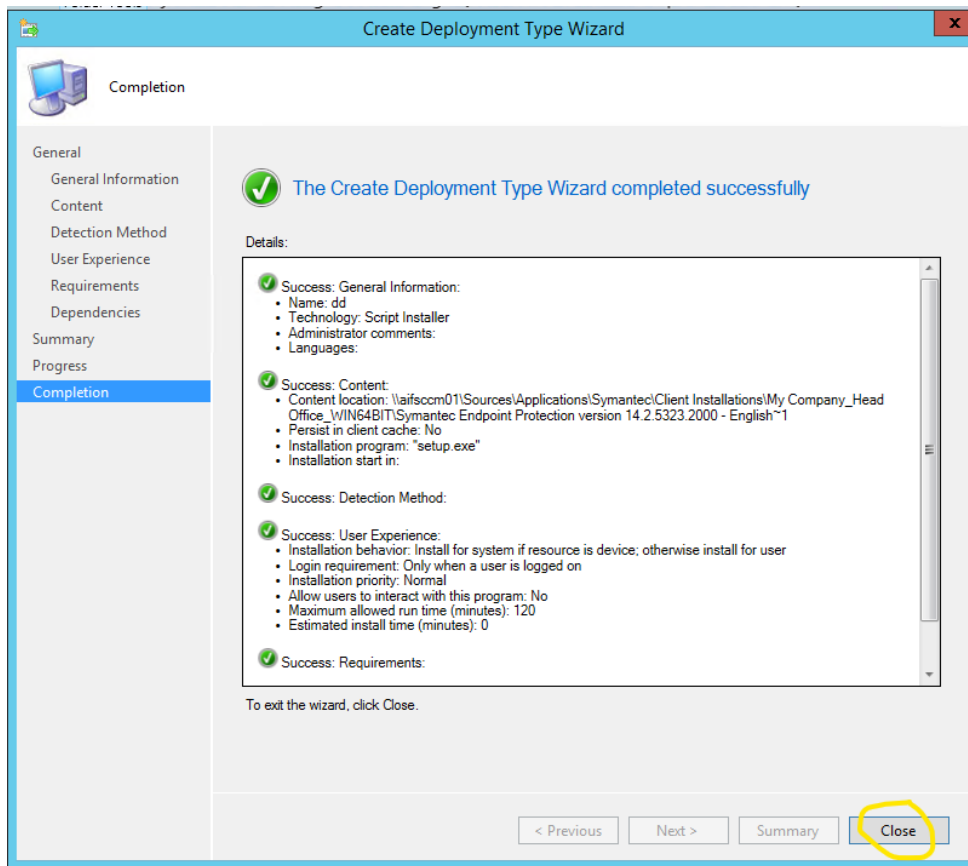 Create Deployment Type Wizard
x
Completion
General
General Information
Content
Detection Method
User Experience
Requirements
Dependencies
Summary
Progress
Completion
The Create Deployment Type Wizard completed successfully
Details:
Success: General Information:
• Name: dd
• Technology: Script Installer
• Administrator comments:
• Languages:
Success: Content:
• Content location: \\aifsccm01\Sources\Applications\Symantec\Client Installations\My Company_Head
Office_WIN64BIT\Symantec Endpoint Protection version 14.2.5323.2000 - English~1
• Persist in client cache: No
• Installation program: "setup.exe"
• Installation start in:
Success: Detection Method:
Success: User Experience:
• Installation behavior: Install for system if resource is device; otherwise install for user
• Login requirement: Only when a user is logged on
• Installation priority: Normal
• Allow users to interact with this program: No
• Maximum allowed run time (minutes): 120
• Estimated install time (minutes): 0
Success: Requirements:
To exit the wizard, click Close.
< Previous
Next >
Summary
Close